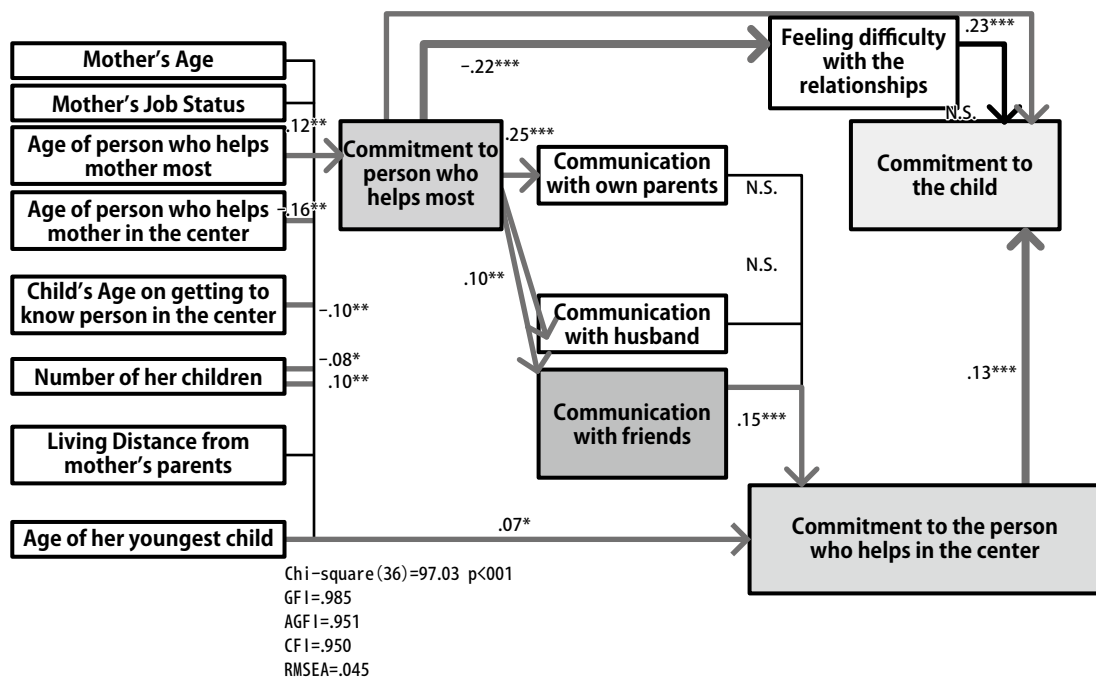 Mother's Age
Mother's Job Status
.12**
Age of person who helps
mother most
Age of person who helps
mother in the center
-.16**
Child's Age on getting to
know person in the center
-.10**
Number of her children
-.08*
.10**
Living Distance from
mother's parents
Age of her youngest child
.07*
Commitment to
person who
helps most
-.22***
.25***
.10**
Feeling difficulty
with the
relationships
.23***
N.S.
Communication
with own parents
N.S.
N.S.
Communication
with husband
Communication
with friends
.15***
Commitment to
the child
.13***
Commitment to the person
who helps in the center
Chi-square(36)=97.03 p<001
GFI=.985
AGFI=.951
CFI=.950
RMSEA=.045